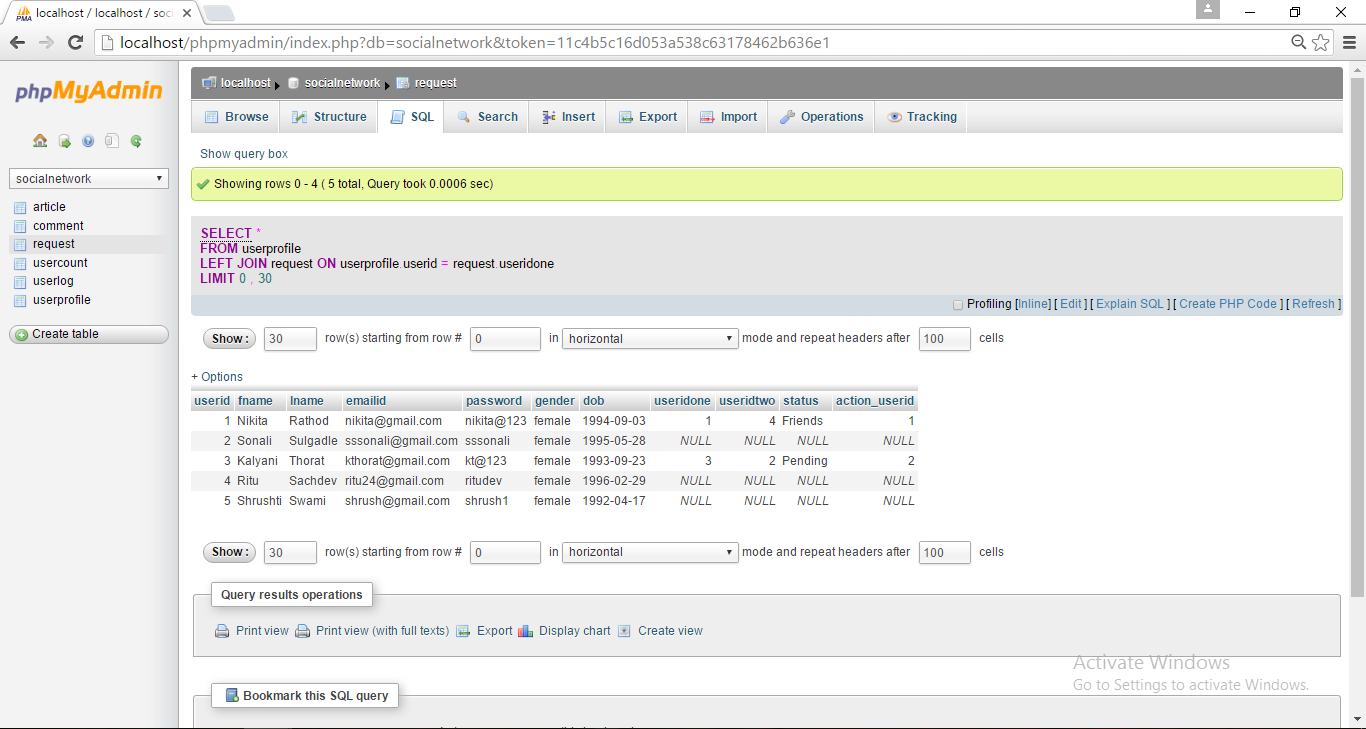 localhost / localhost / soc
localhost/phpmyadmin/index.php?db=socialnetwork&token=11c4b5c16d053a538c63178462b636e1
phpMyAdmin
localhost socialnetwork request
Browse Structure SQL Search Insert Export Import Operations Tracking
socialnetwork
article
comment
request
usercount
userlog
userprofile
Create table
Show query box
Showing rows 0 - 4 ( 5 total, Query took 0.0006 sec)
SELECT *
FROM userprofile
LEFT JOIN request ON userprofile.userid = request.useridone
LIMIT 0 , 30
Profiling [Inline] [ Edit ] [ Explain SQL ] [ Create PHP Code ] [ Refresh ]
Show : 30 row(s) starting from row # 0 in horizontal mode and repeat headers after 100 cells
+ Options
userid fname lname emailid password gender dob useridone useridtwo status action_userid
1 Nikita Rathod nikita@gmail.com nikita@123 female 1994-09-03 1 4 Friends 1
2 Sonali Sulgadle sssonali@gmail.com sssonali female 1995-05-28 NULL NULL NULL NULL
3 Kalyani Thorat kthorat@gmail.com kt@123 female 1993-09-23 3 2 Pending 2
4 Ritu Sachdev ritu24@gmail.com ritudev female 1996-02-29 NULL NULL NULL NULL
5 Shrushti Swami shrush@gmail.com shrush1 female 1992-04-17 NULL NULL NULL NULL
Show : 30 row(s) starting from row # 0 in horizontal mode and repeat headers after 100 cells
Query results operations
Print view Print view (with full texts) Export Display chart Create view
Activate Windows
Go to Settings to activate Windows.
Bookmark this SQL query